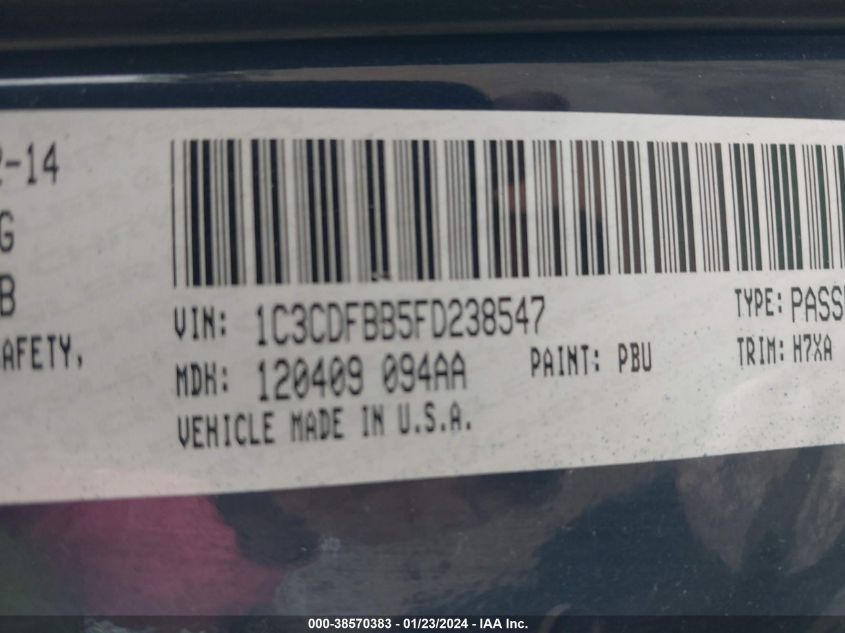 2-14
G
B
AFETY,
VIN: 1C3CDFBB5FD238547
TYPE: PASS
MDH: 120409 094AA
PAINT: PBU
TRIM: H7XA
VEHICLE MADE IN U.S.A.
000-38570383 - 01/23/2024 - IAA Inc.